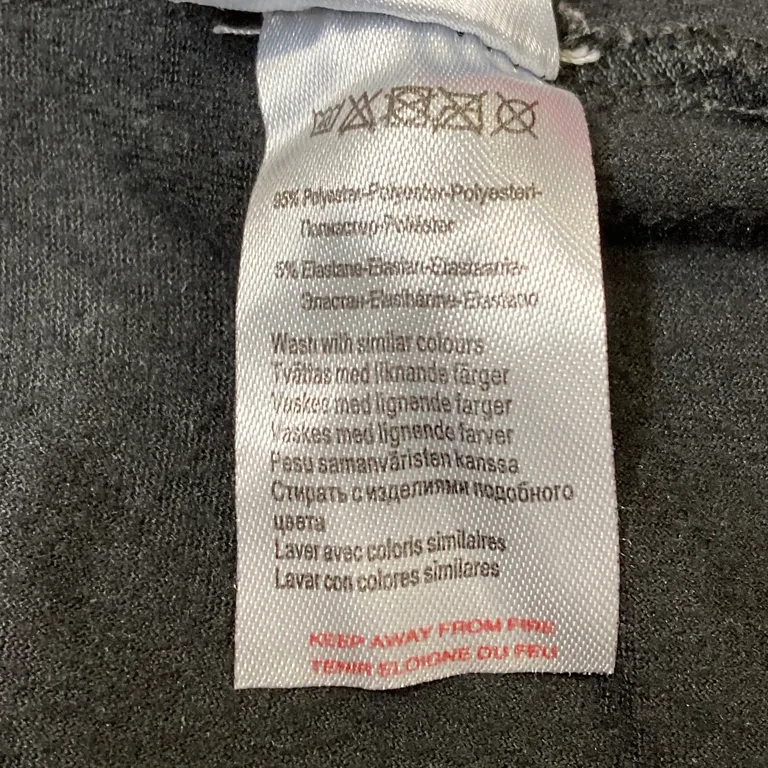 95% Polyester-Polyester-Polyesteri-
Полиэстер-Poliéster
5% Elastane-Elastan-Elastaania-
Эластан-Elasthanne-Elastano
Wash with similar colours
Tvättas med liknande färger
Vaskes med lignende farger
Vaskes med lignende farver
Pesu samanväristen kanssa
Стирать с изделиями подобного
цвета
Laver avec coloris similaires
Lavar con colores similares
KEEP AWAY FROM FIRE
TENIR ELOIGNE DU FEU